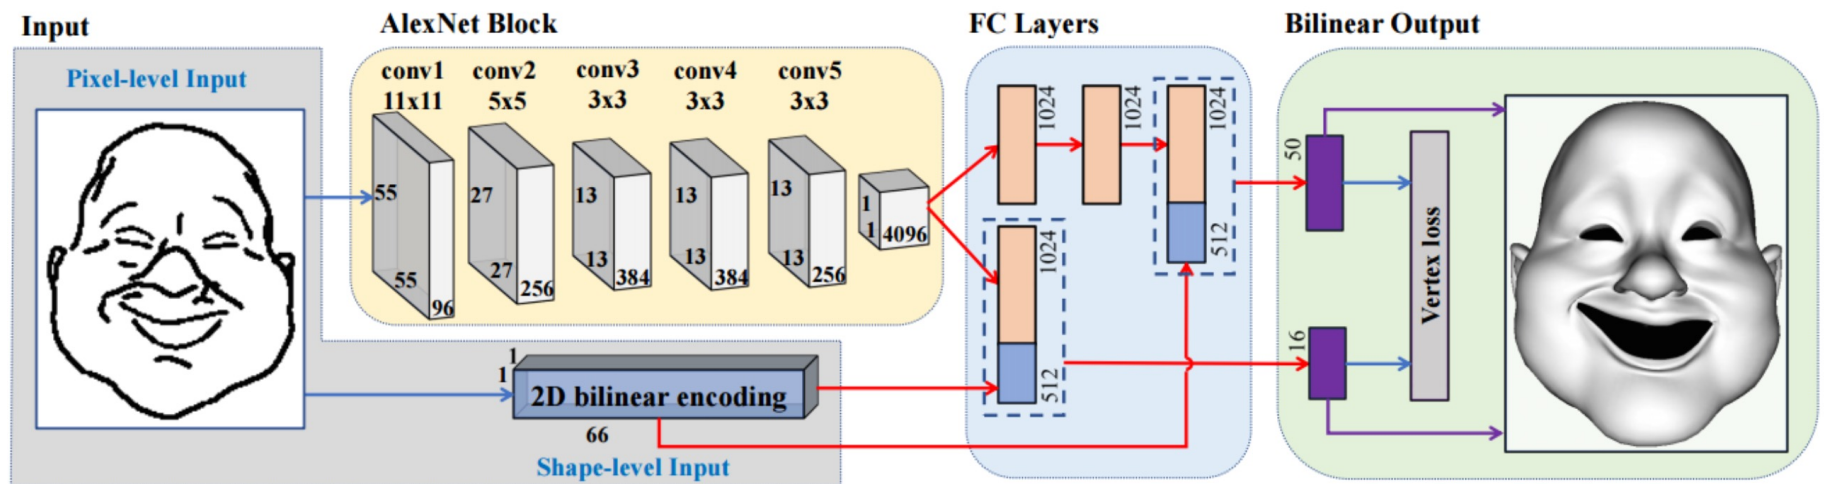 Input
AlexNet Block
FC Layers
Bilinear Output
Pixel-level Input
conv1
11x11
conv2
5x5
conv3
3x3
conv4
3x3
conv5
3x3
55
55
96
27
27
256
13
13
384
13
13
384
13
13
256
1
1
4096
1024
1024
1024
512
1024
512
50
16
Vertex loss
1
1
2D bilinear encoding
66
Shape-level Input